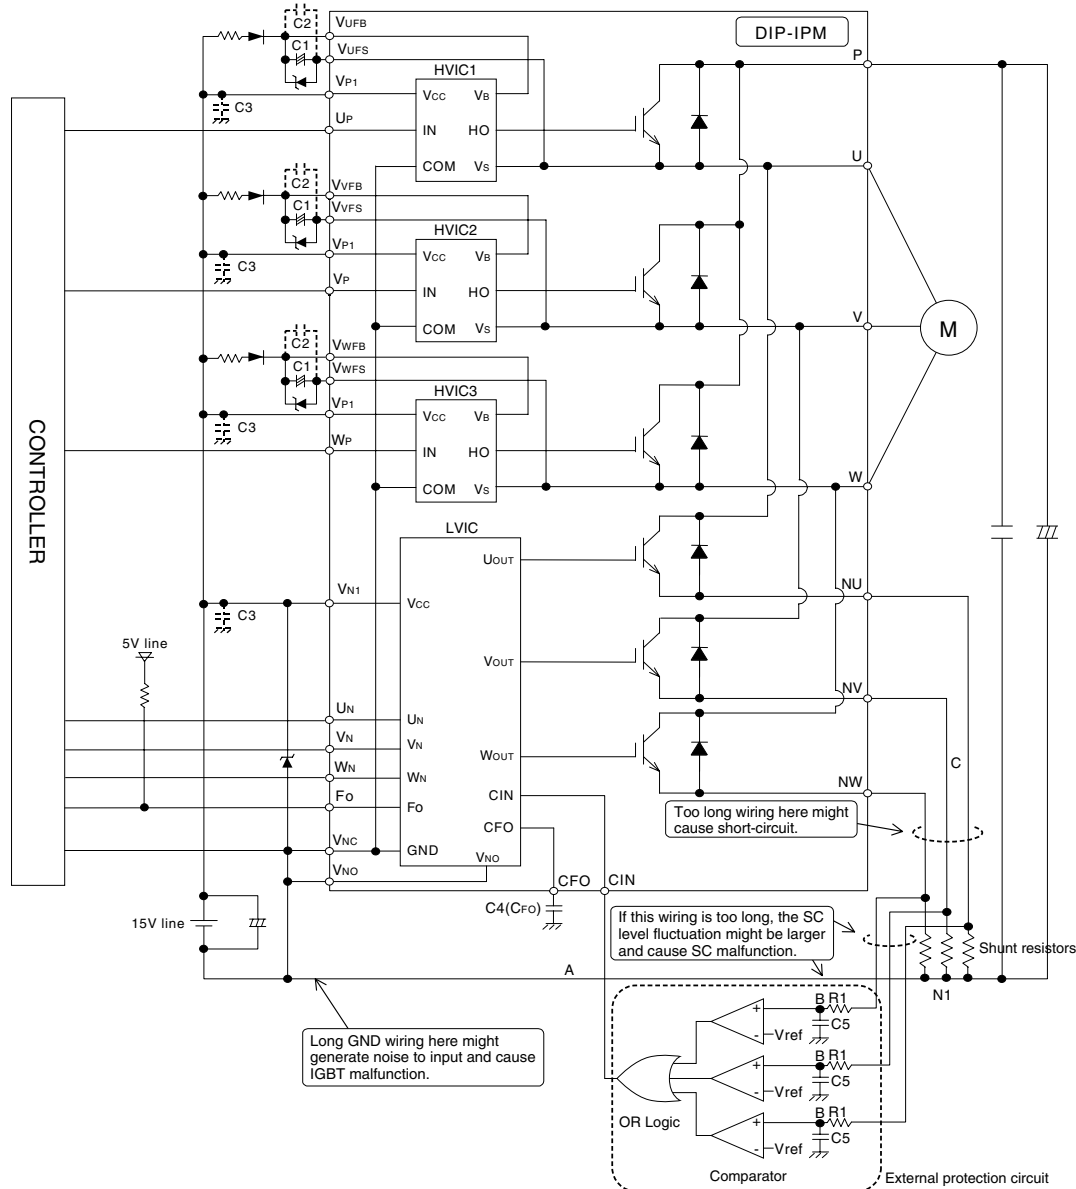 C2
VUFB
DIP-IPM
C1
VUFS
P
HVIC1
VP1
VCC
VB
C3
UP
IN
HO
U
COM
VS
C2
VVFB
C1
VVFS
HVIC2
VP1
VCC
VB
C3
VP
IN
HO
V
COM
VS
M
C2
VWFB
C1
VWFS
HVIC3
VP1
VCC
VB
C3
WP
IN
HO
W
COM
VS
CONTROLLER
LVIC
UOUT
NU
VN1
VCC
C3
5V line
VOUT
NV
UN
UN
VN
VN
C
WN
WN
WOUT
NW
FO
FO
CIN
CFO
Too long wiring here might
cause short-circuit.
VNC
GND
VNO
VNO
CFO
CIN
C4(CFO)
15V line
If this wiring is too long, the SC
level fluctuation might be larger
and cause SC malfunction.
Shunt resistors
A
N1
Long GND wiring here might
generate noise to input and cause
IGBT malfunction.
+
-
Vref
B
R1
C5
+
-
Vref
B
R1
C5
+
-
Vref
B
R1
C5
OR Logic
Comparator
External protection circuit